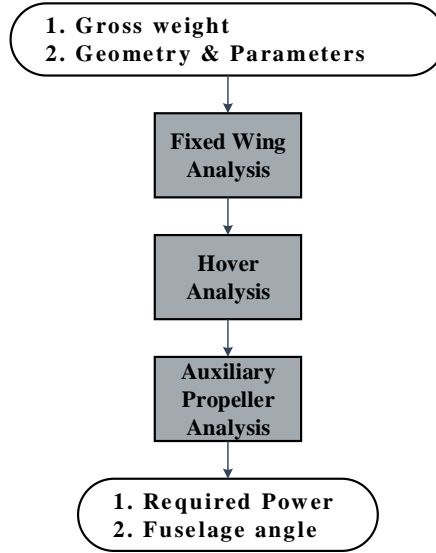 1. Gross weight
2. Geometry & Parameters
Fixed Wing
Analysis
Hover
Analysis
Auxiliary
Propeller
Analysis
1. Required Power
2. Fuselage angle